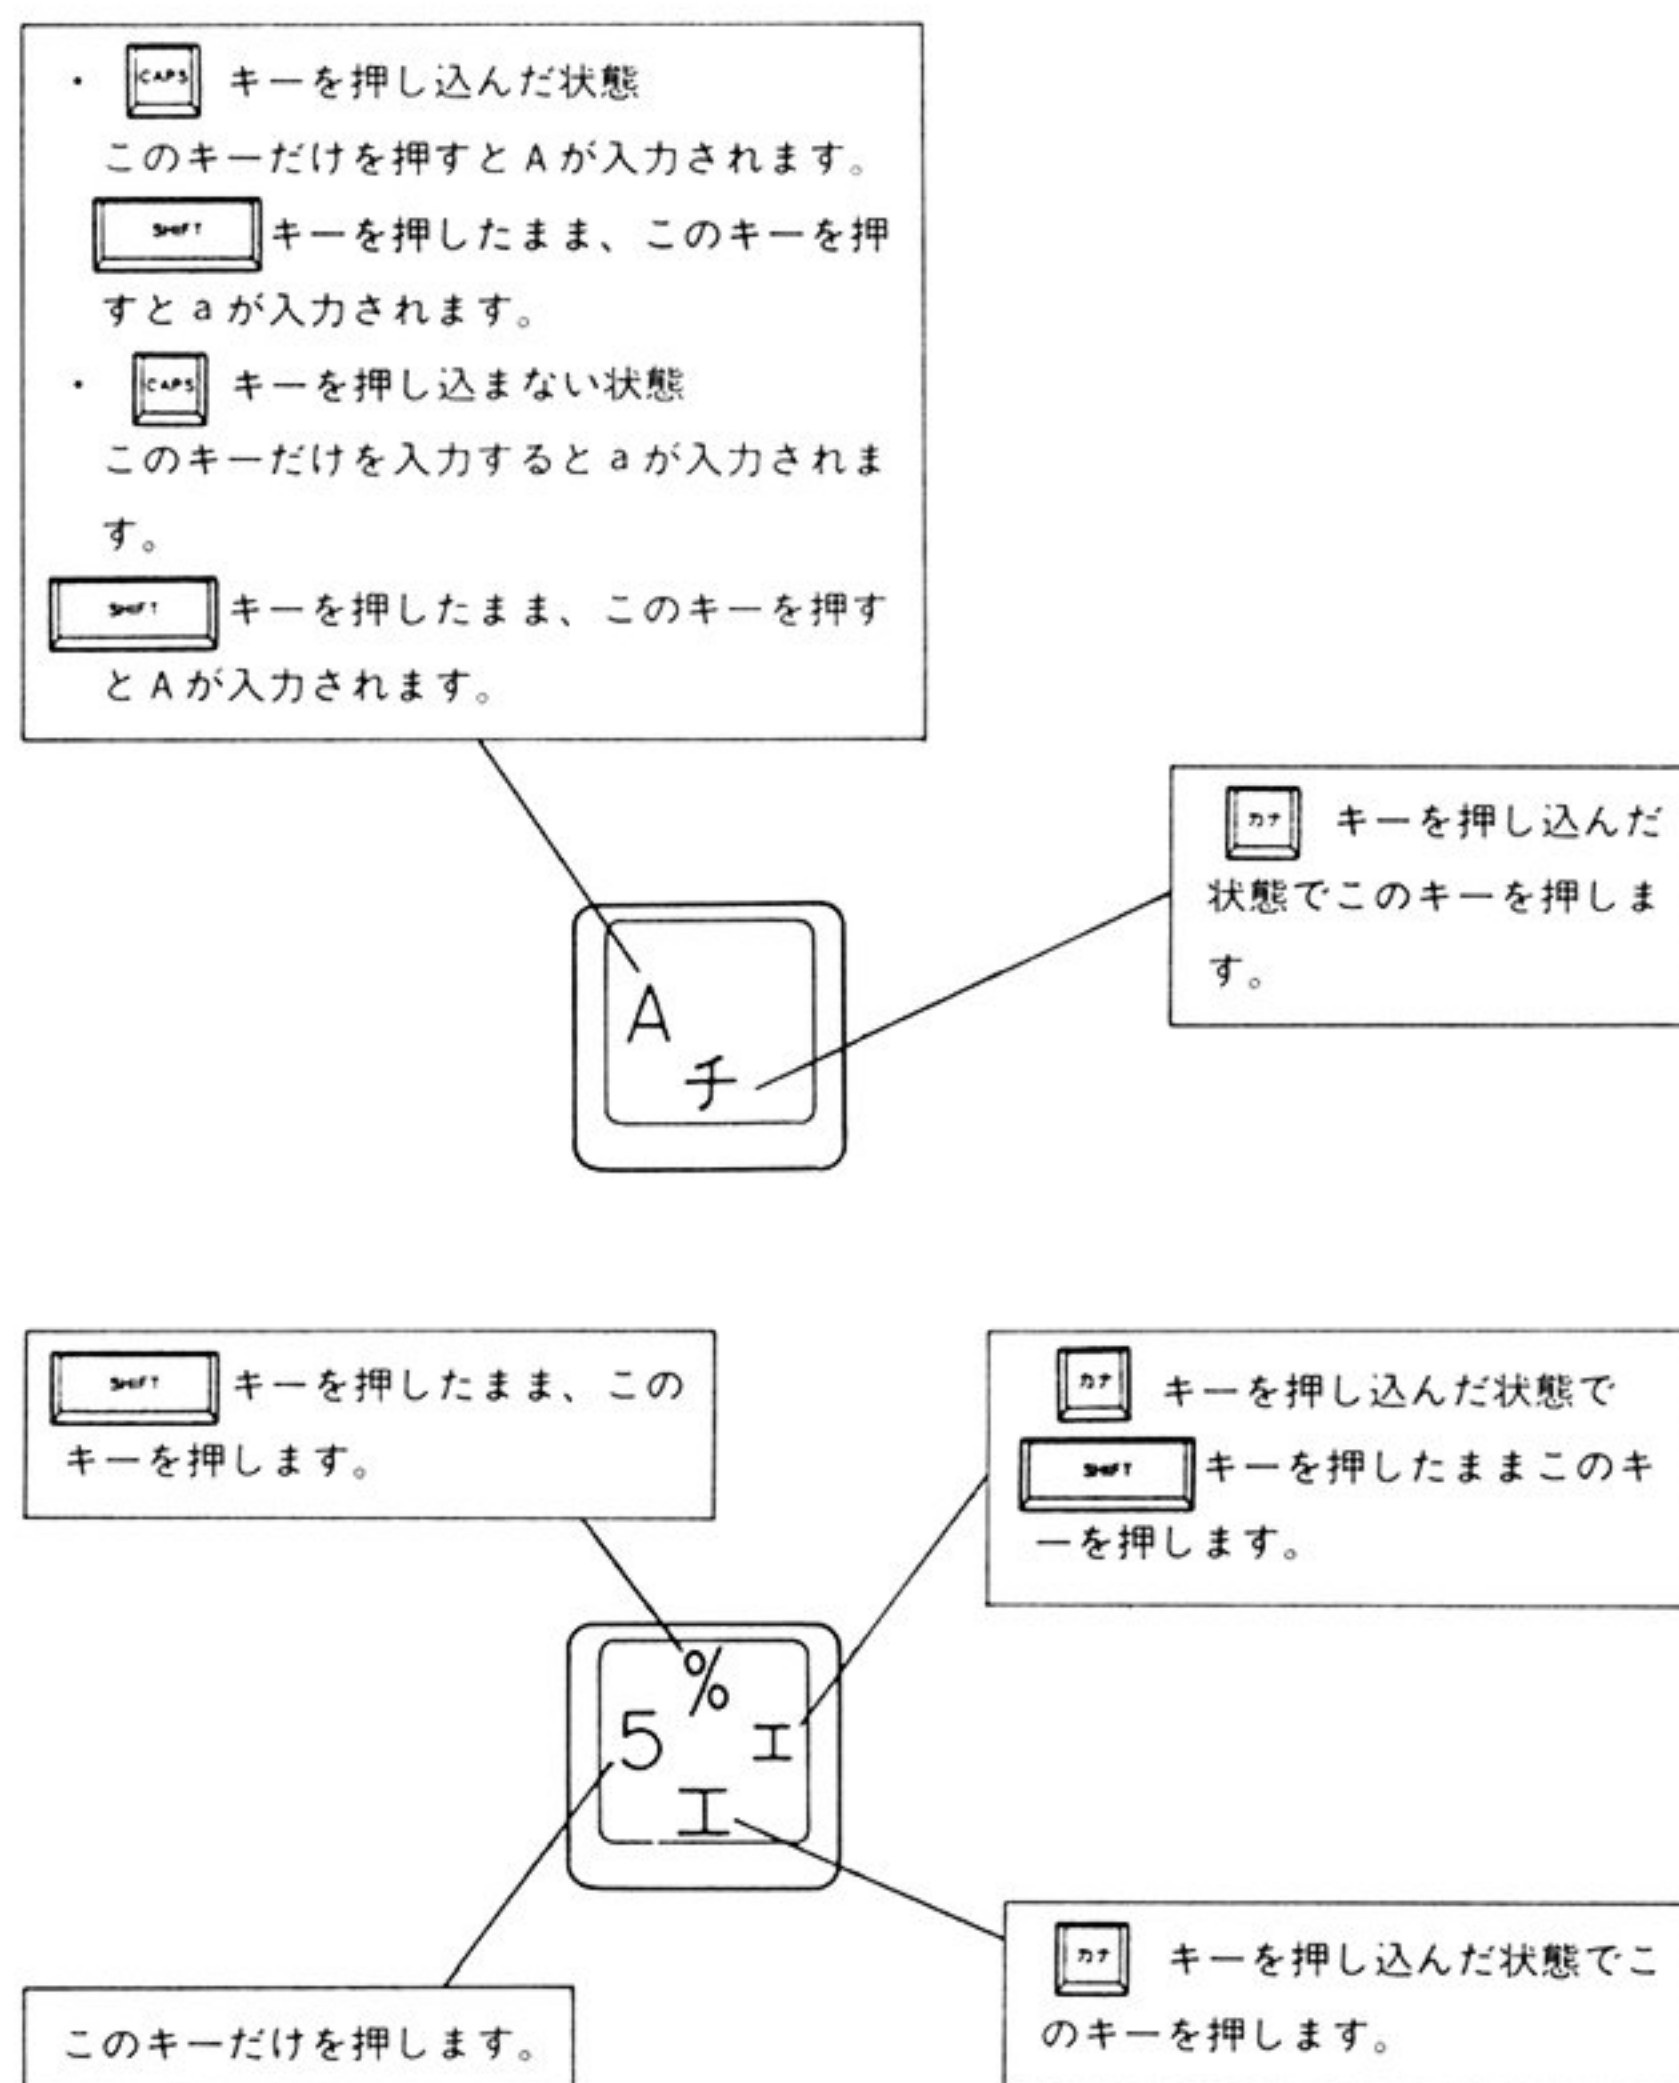 ・ CAPS キーを押し込んだ状態
このキーだけを押すとAが入力されます。
SHIFT キーを押したまま、このキーを押
すとaが入力されます。
・ CAPS キーを押し込まない状態
このキーだけを入力するとaが入力されま
す。
SHIFT キーを押したまま、このキーを押す
とAが入力されます。
カナ キーを押し込んだ
状態でこのキーを押しま
す。
A
チ
SHIFT キーを押したまま、この
キーを押します。
カナ キーを押し込んだ状態で
SHIFT キーを押したままこのキ
ーを押します。
%
5
ェ
エ
このキーだけを押します。
カナ キーを押し込んだ状態でこ
のキーを押します。